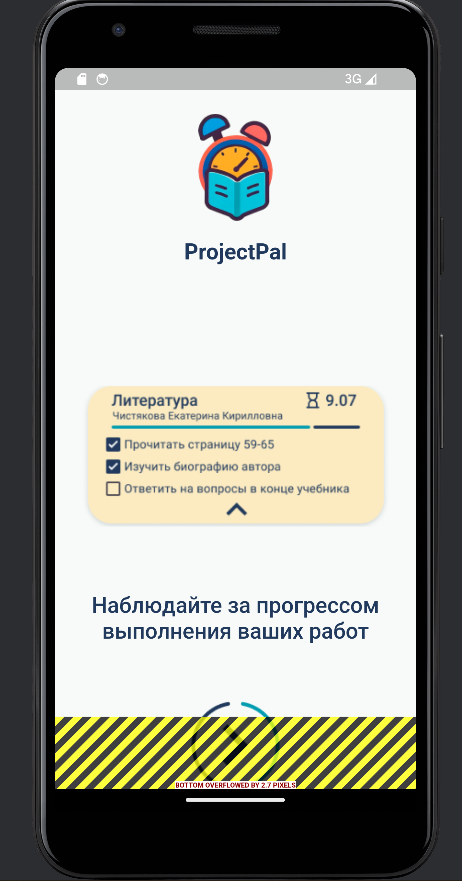 3G
ProjectPal
Литература
9.07
Чистякова Екатерина Кирилловна
Прочитать страницу 59-65
Изучить биографию автора
Ответить на вопросы в конце учебника
Наблюдайте за прогрессом
выполнения ваших работ
BOTTOM OVERFLOWED BY 2.7 PIXELS